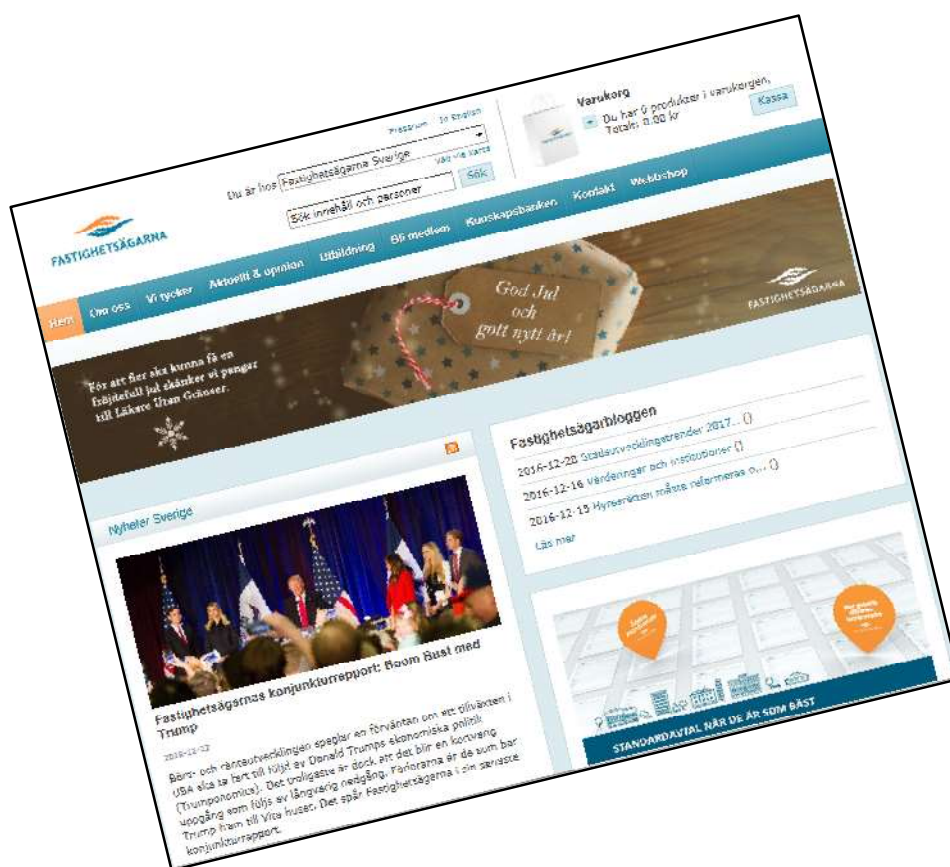 Pressrum In English
Du är hos Fastighetsägarna Sverige
Välj via karta
Sök innehåll och personer Sök
Varukorg
Du har 0 produkter i varukorgen,
Totalt: 0.00 kr
Kassa
FASTIGHETSÄGARNA
Hem Om oss Vi tycker Aktuellt & opinion Utbildning Bli medlem Kunskapsbanken Kontakt Webbshop
För att fler ska kunna få en
fröjdefull jul skänker vi pengar
till Läkare Utan Gränser.
God Jul
och
gott nytt år!
FASTIGHETSÄGARNA
Nyheter Sverige
Fastighetsägarnas konjunkturrapport: Boom Bust med
Trump
2016-12-22
Börs- och ränteutvecklingen speglar en förväntan om att tillväxten i
USA ska ta fart till följd av Donald Trumps ekonomiska politik
(Trumponomics). Det troligaste är dock att det blir en kortvarig
uppgång som följs av långvarig nedgång. Förlorarna är de som bar
Trump fram till Vita huset. Det spår Fastighetsägarna i sin senaste
konjunkturrapport.
Fastighetsägarbloggen
2016-12-28 Stadsutvecklingstrender 2017... ()
2016-12-16 Värderingar och institutioner ()
2016-12-15 Hyresrätten måste reformeras o... ()
Läs mer
STANDARDAVTAL NÄR DE ÄR SOM BÄST